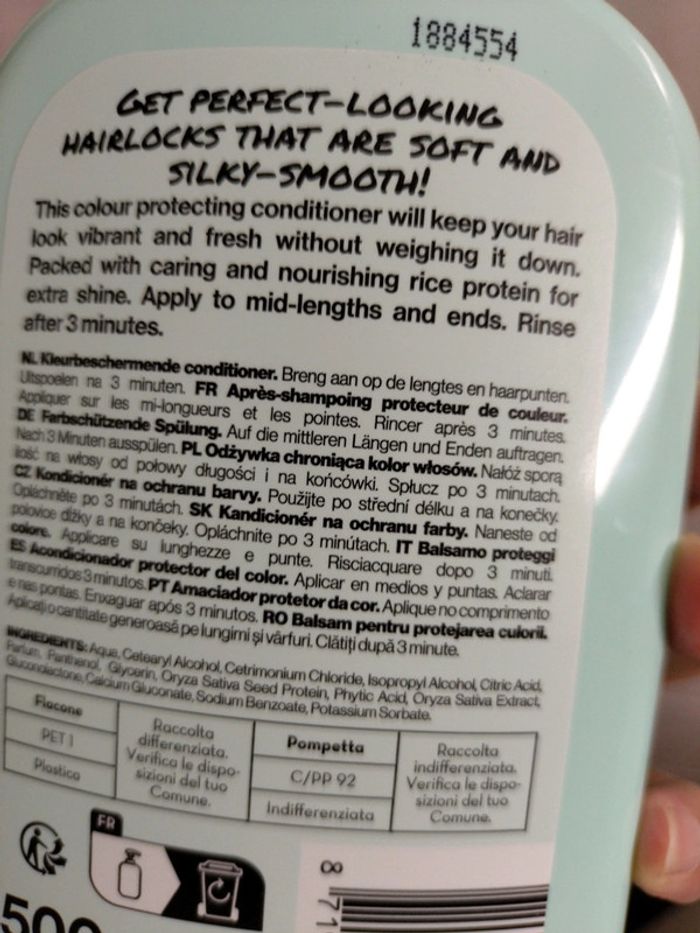 1884554
GET PERFECT-LOOKING
HAIRLOCKS THAT ARE SOFT AND
SILKY-SMOOTH!
This colour protecting conditioner will keep your hair
look vibrant and fresh without weighing it down.
Packed with caring and nourishing rice protein for
extra shine. Apply to mid-lengths and ends. Rinse
after 3 minutes.
NL Kleurbeschermende conditioner. Breng aan op de lengtes en haarpunten.
Uitspoelen na 3 minuten. FR Après-shampoing protecteur de couleur.
Appliquer sur les mi-longueurs et les pointes. Rincer après 3 minutes.
DE Farbschützende Spülung. Auf die mittleren Längen und Enden auftragen.
Nach 3 Minuten ausspülen. PL Odżywka chroniąca kolor włosów. Nałóż sporą
ilość na włosy od połowy długości i na końcówki. Spłucz po 3 minutach.
CZ Kondicionér na ochranu barvy. Použijte po střední délku a na konečky.
Opláchněte po 3 minutách. SK Kandicionér na ochranu farby. Naneste od
polovice dĺžky a na končeky. Opláchnite po 3 minútach. IT Balsamo proteggi
colore. Applicare su lunghezze e punte. Risciacquare dopo 3 minuti.
ES Acondicionador protector del color. Aplicar en medios y puntas. Aclarar
transcurridos 3 minutos. PT Amaciador protetor da cor. Aplique no comprimento
e nas pontas. Enxaguar após 3 minutos. RO Balsam pentru protejarea culorii.
Aplicați o cantitate generoasă pe lungimi și vârfuri. Clătiți după 3 minute.
INGREDIENTS: Aqua, Cetearyl Alcohol, Cetrimonium Chloride, Isopropyl Alcohol, Citric Acid,
Parfum, Panthenol, Glycerin, Oryza Sativa Seed Protein, Phytic Acid, Oryza Sativa Extract,
Gluconolactone, Calcium Gluconate, Sodium Benzoate, Potassium Sorbate.
Flacone
PET 1
Plastica
Raccolta
differenziata.
Verifica le dispo-
sizioni del tuo
Comune.
Pompetta
C/PP 92
Indifferenziata
Raccolta
indifferenziata.
Verifica le dispo-
sizioni del tuo
Comune.
FR
500
8
71